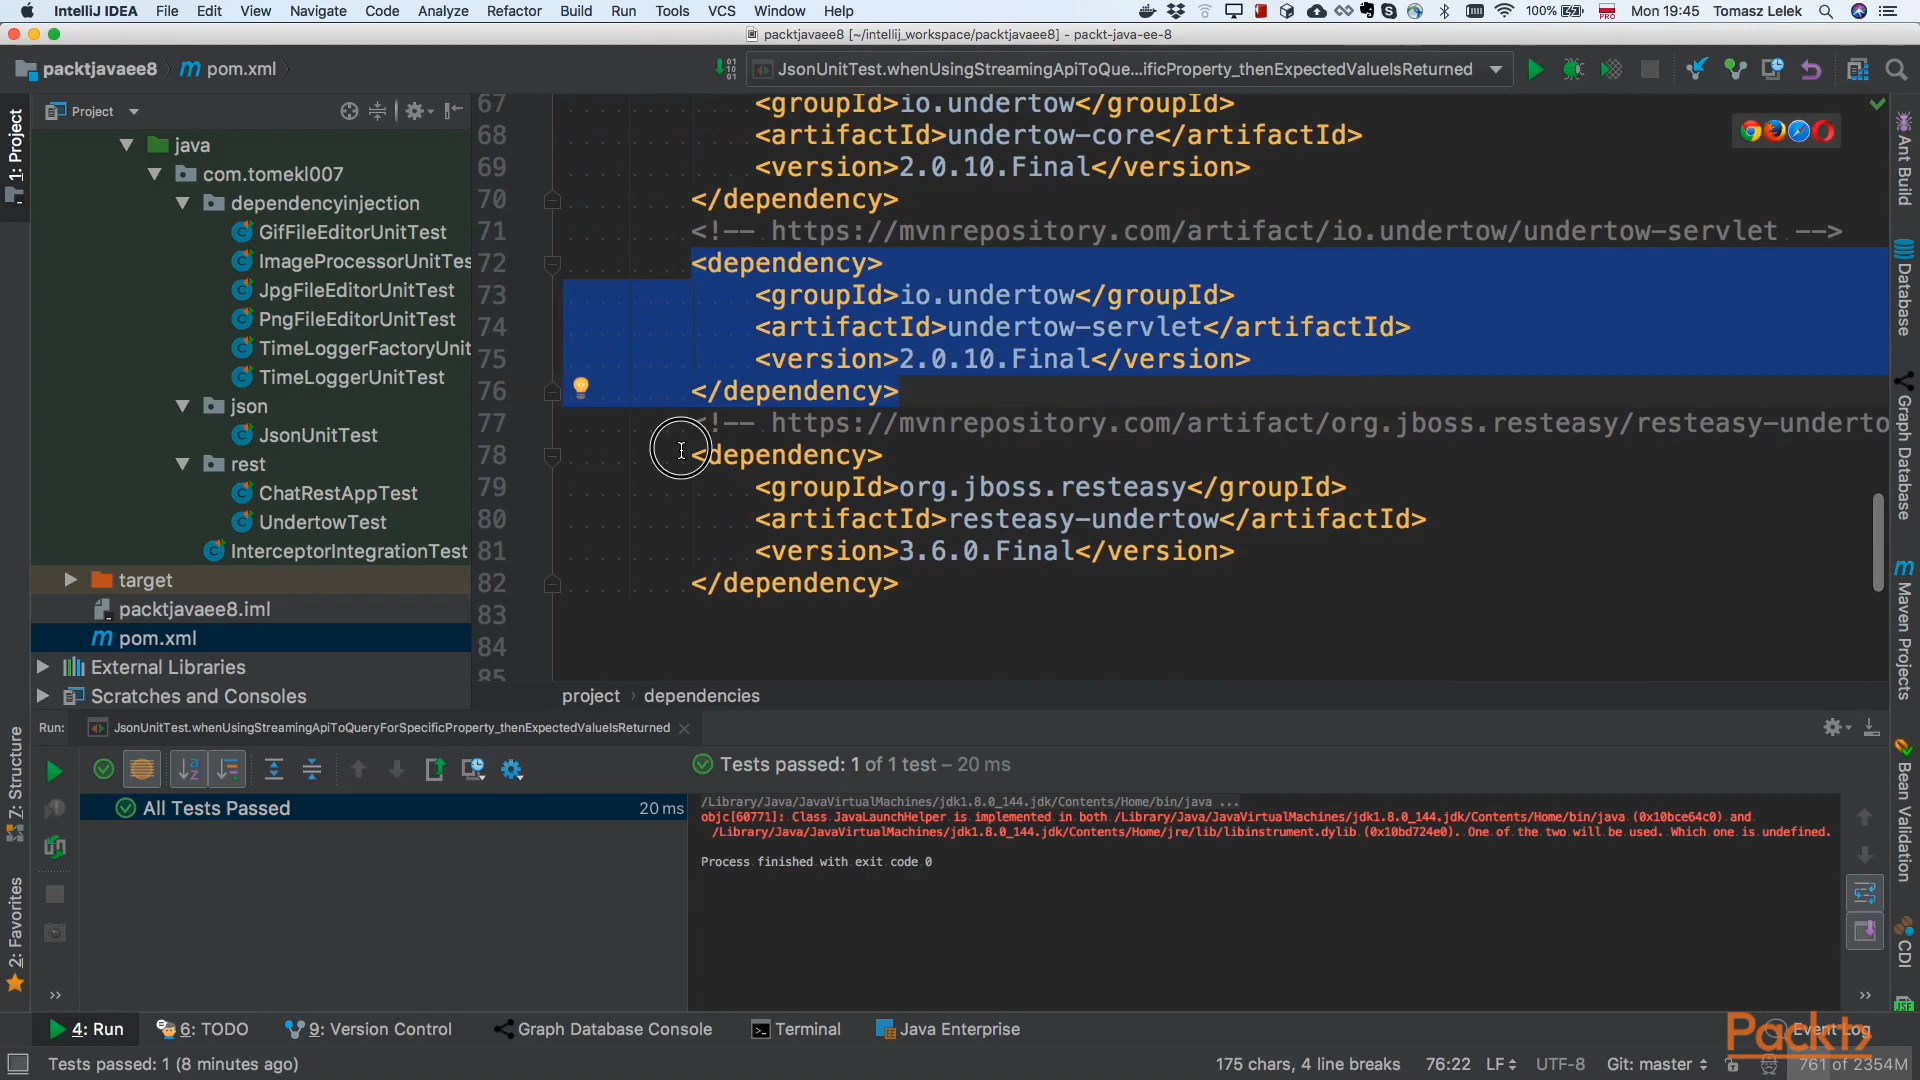 IntelliJ IDEA File Edit View Navigate Code Analyze Refactor Build Run Tools VCS Window Help 100% PRO Mon 19:45 Tomasz Lelek
packtjavaee8 [~/intellij_workspace/packtjavaee8] - packt-java-ee-8
packtjavaee8 pom.xml JsonUnitTest.whenUsingStreamingApiToQue...ificProperty_thenExpectedValueIsReturned
1: Project
Project
java
com.tomekl007
dependencyinjection
GifFileEditorUnitTest
ImageProcessorUnitTes
JpgFileEditorUnitTest
PngFileEditorUnitTest
TimeLoggerFactoryUnit
TimeLoggerUnitTest
json
JsonUnitTest
rest
ChatRestAppTest
UndertowTest
InterceptorIntegrationTest
target
packtjavaee8.iml
pom.xml
External Libraries
Scratches and Consoles
67 <groupId>io.undertow</groupId>
68 <artifactId>undertow-core</artifactId>
69 <version>2.0.10.Final</version>
70 </dependency>
71 <!-- https://mvnrepository.com/artifact/io.undertow/undertow-servlet -->
72 <dependency>
73 <groupId>io.undertow</groupId>
74 <artifactId>undertow-servlet</artifactId>
75 <version>2.0.10.Final</version>
76 </dependency>
77 <!-- https://mvnrepository.com/artifact/org.jboss.resteasy/resteasy-underto
78 <dependency>
79 <groupId>org.jboss.resteasy</groupId>
80 <artifactId>resteasy-undertow</artifactId>
81 <version>3.6.0.Final</version>
82 </dependency>
83
84
85
project › dependencies
Ant Build
Database
Graph Database
Maven Projects
Bean Validation
CDI
JSF
7: Structure
2: Favorites
Run: JsonUnitTest.whenUsingStreamingApiToQueryForSpecificProperty_thenExpectedValueIsReturned
Tests passed: 1 of 1 test – 20 ms
All Tests Passed 20 ms
/Library/Java/JavaVirtualMachines/jdk1.8.0_144.jdk/Contents/Home/bin/java ...
objc[60771]: Class JavaLaunchHelper is implemented in both /Library/Java/JavaVirtualMachines/jdk1.8.0_144.jdk/Contents/Home/bin/java (0x10bce64c0) and
/Library/Java/JavaVirtualMachines/jdk1.8.0_144.jdk/Contents/Home/jre/lib/libinstrument.dylib (0x10bd724e0). One of the two will be used. Which one is undefined.
Process finished with exit code 0
4: Run 6: TODO 9: Version Control Graph Database Console Terminal Java Enterprise Event Log
Packt
Tests passed: 1 (8 minutes ago) 175 chars, 4 line breaks 76:22 LF UTF-8 Git: master 761 of 2354M